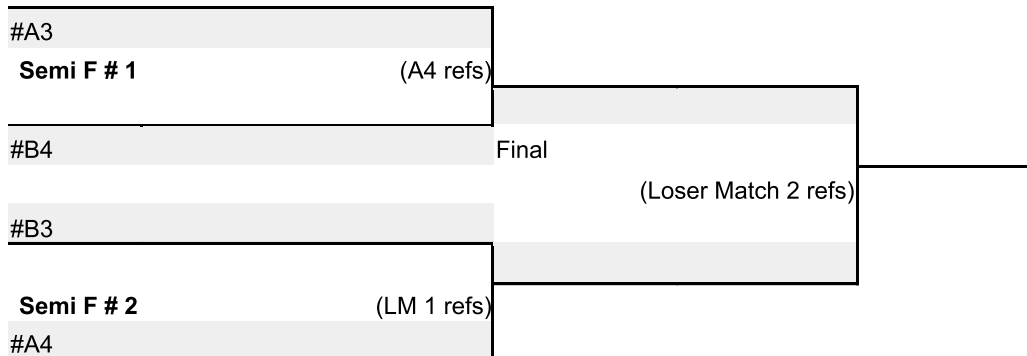 #A3
Semi F # 1 (A4 refs)
#B4
Final
(Loser Match 2 refs)
#B3
Semi F # 2 (LM 1 refs)
#A4